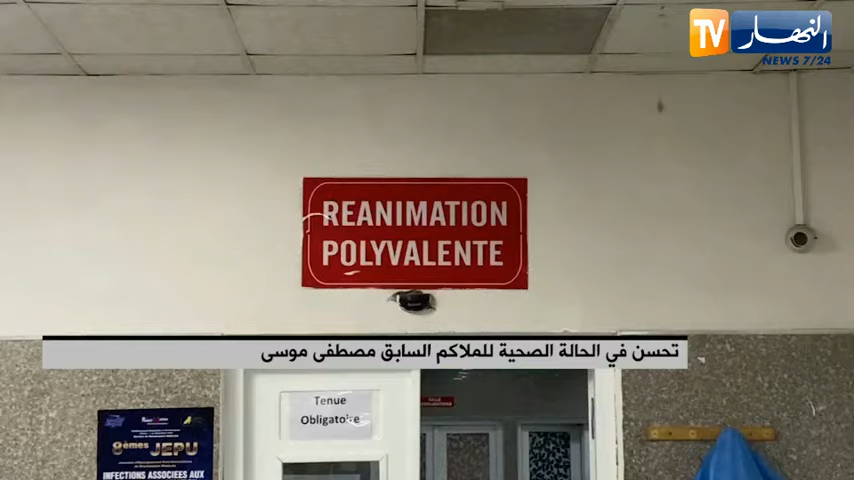 TV النهار
NEWS 7/24
REANIMATION
POLYVALENTE
تحسن في الحالة الصحية للملاكم السابق مصطفى موسى
Tenue
Obligatoire
8èmes JEPU
INFECTIONS ASSOCIEES AUX